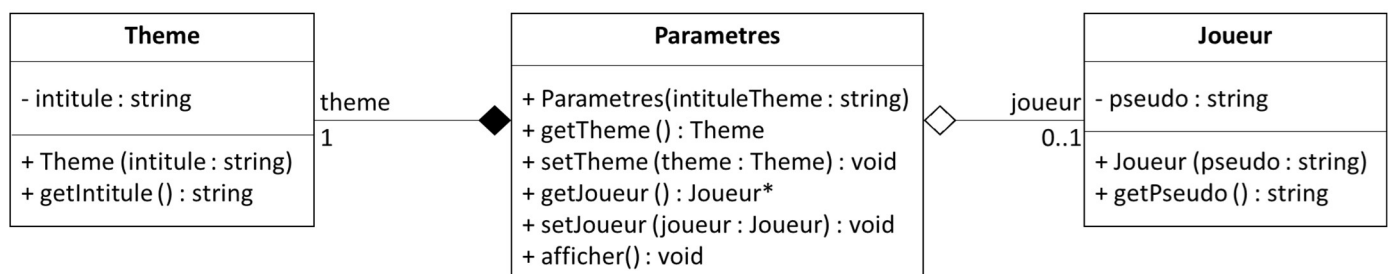 Theme
- intitule : string
+ Theme (intitule : string)
+ getIntitule () : string
theme
1
Parametres
+ Parametres(intituleTheme : string)
+ getTheme () : Theme
+ setTheme (theme : Theme) : void
+ getJoueur () : Joueur*
+ setJoueur (joueur : Joueur) : void
+ afficher() : void
joueur
0..1
Joueur
- pseudo : string
+ Joueur (pseudo : string)
+ getPseudo () : string